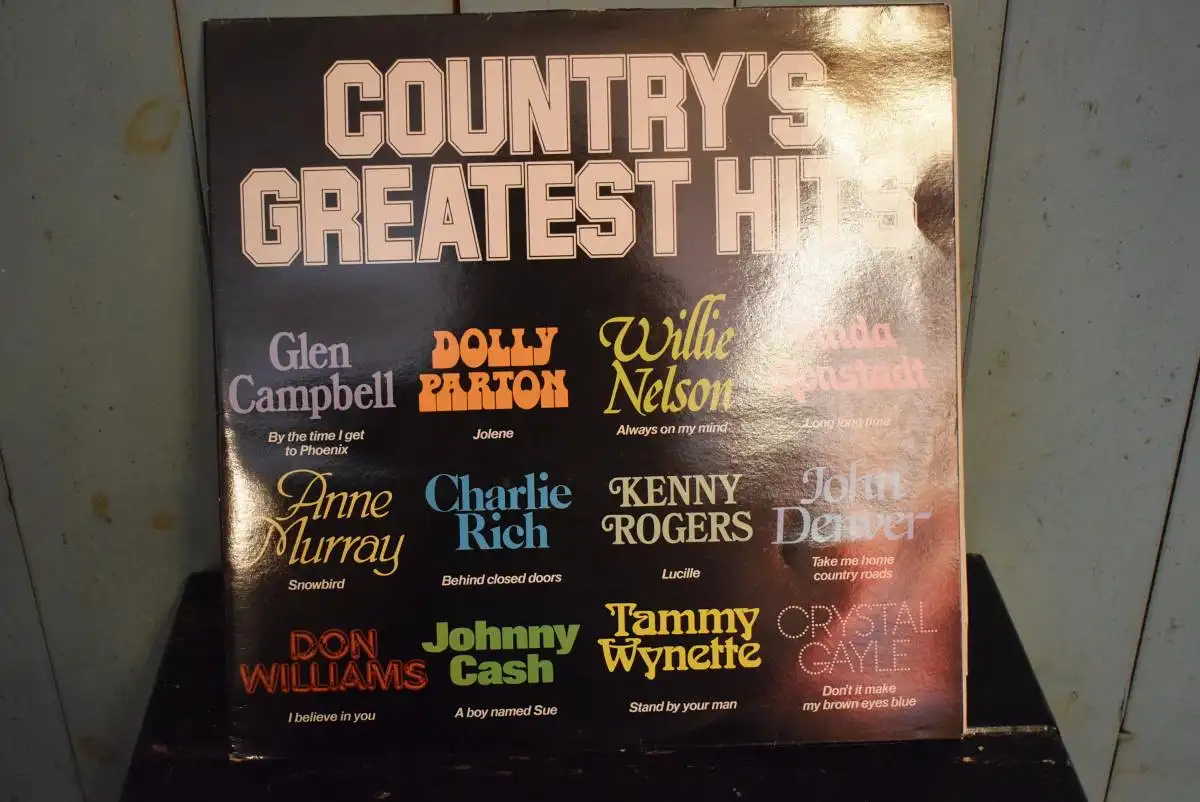 COUNTRY'S
GREATEST HITS
Glen
Campbell
By the time I get
to Phoenix
DOLLY
PARTON
Jolene
Willie
Nelson
Always on my mind
Linda
Ronstadt
Long long time
Anne
Murray
Snowbird
Charlie
Rich
Behind closed doors
KENNY
ROGERS
Lucille
John
Denver
Take me home
country roads
DON
WILLIAMS
I believe in you
Johnny
Cash
A boy named Sue
Tammy
Wynette
Stand by your man
CRYSTAL
GAYLE
Don't it make
my brown eyes blue